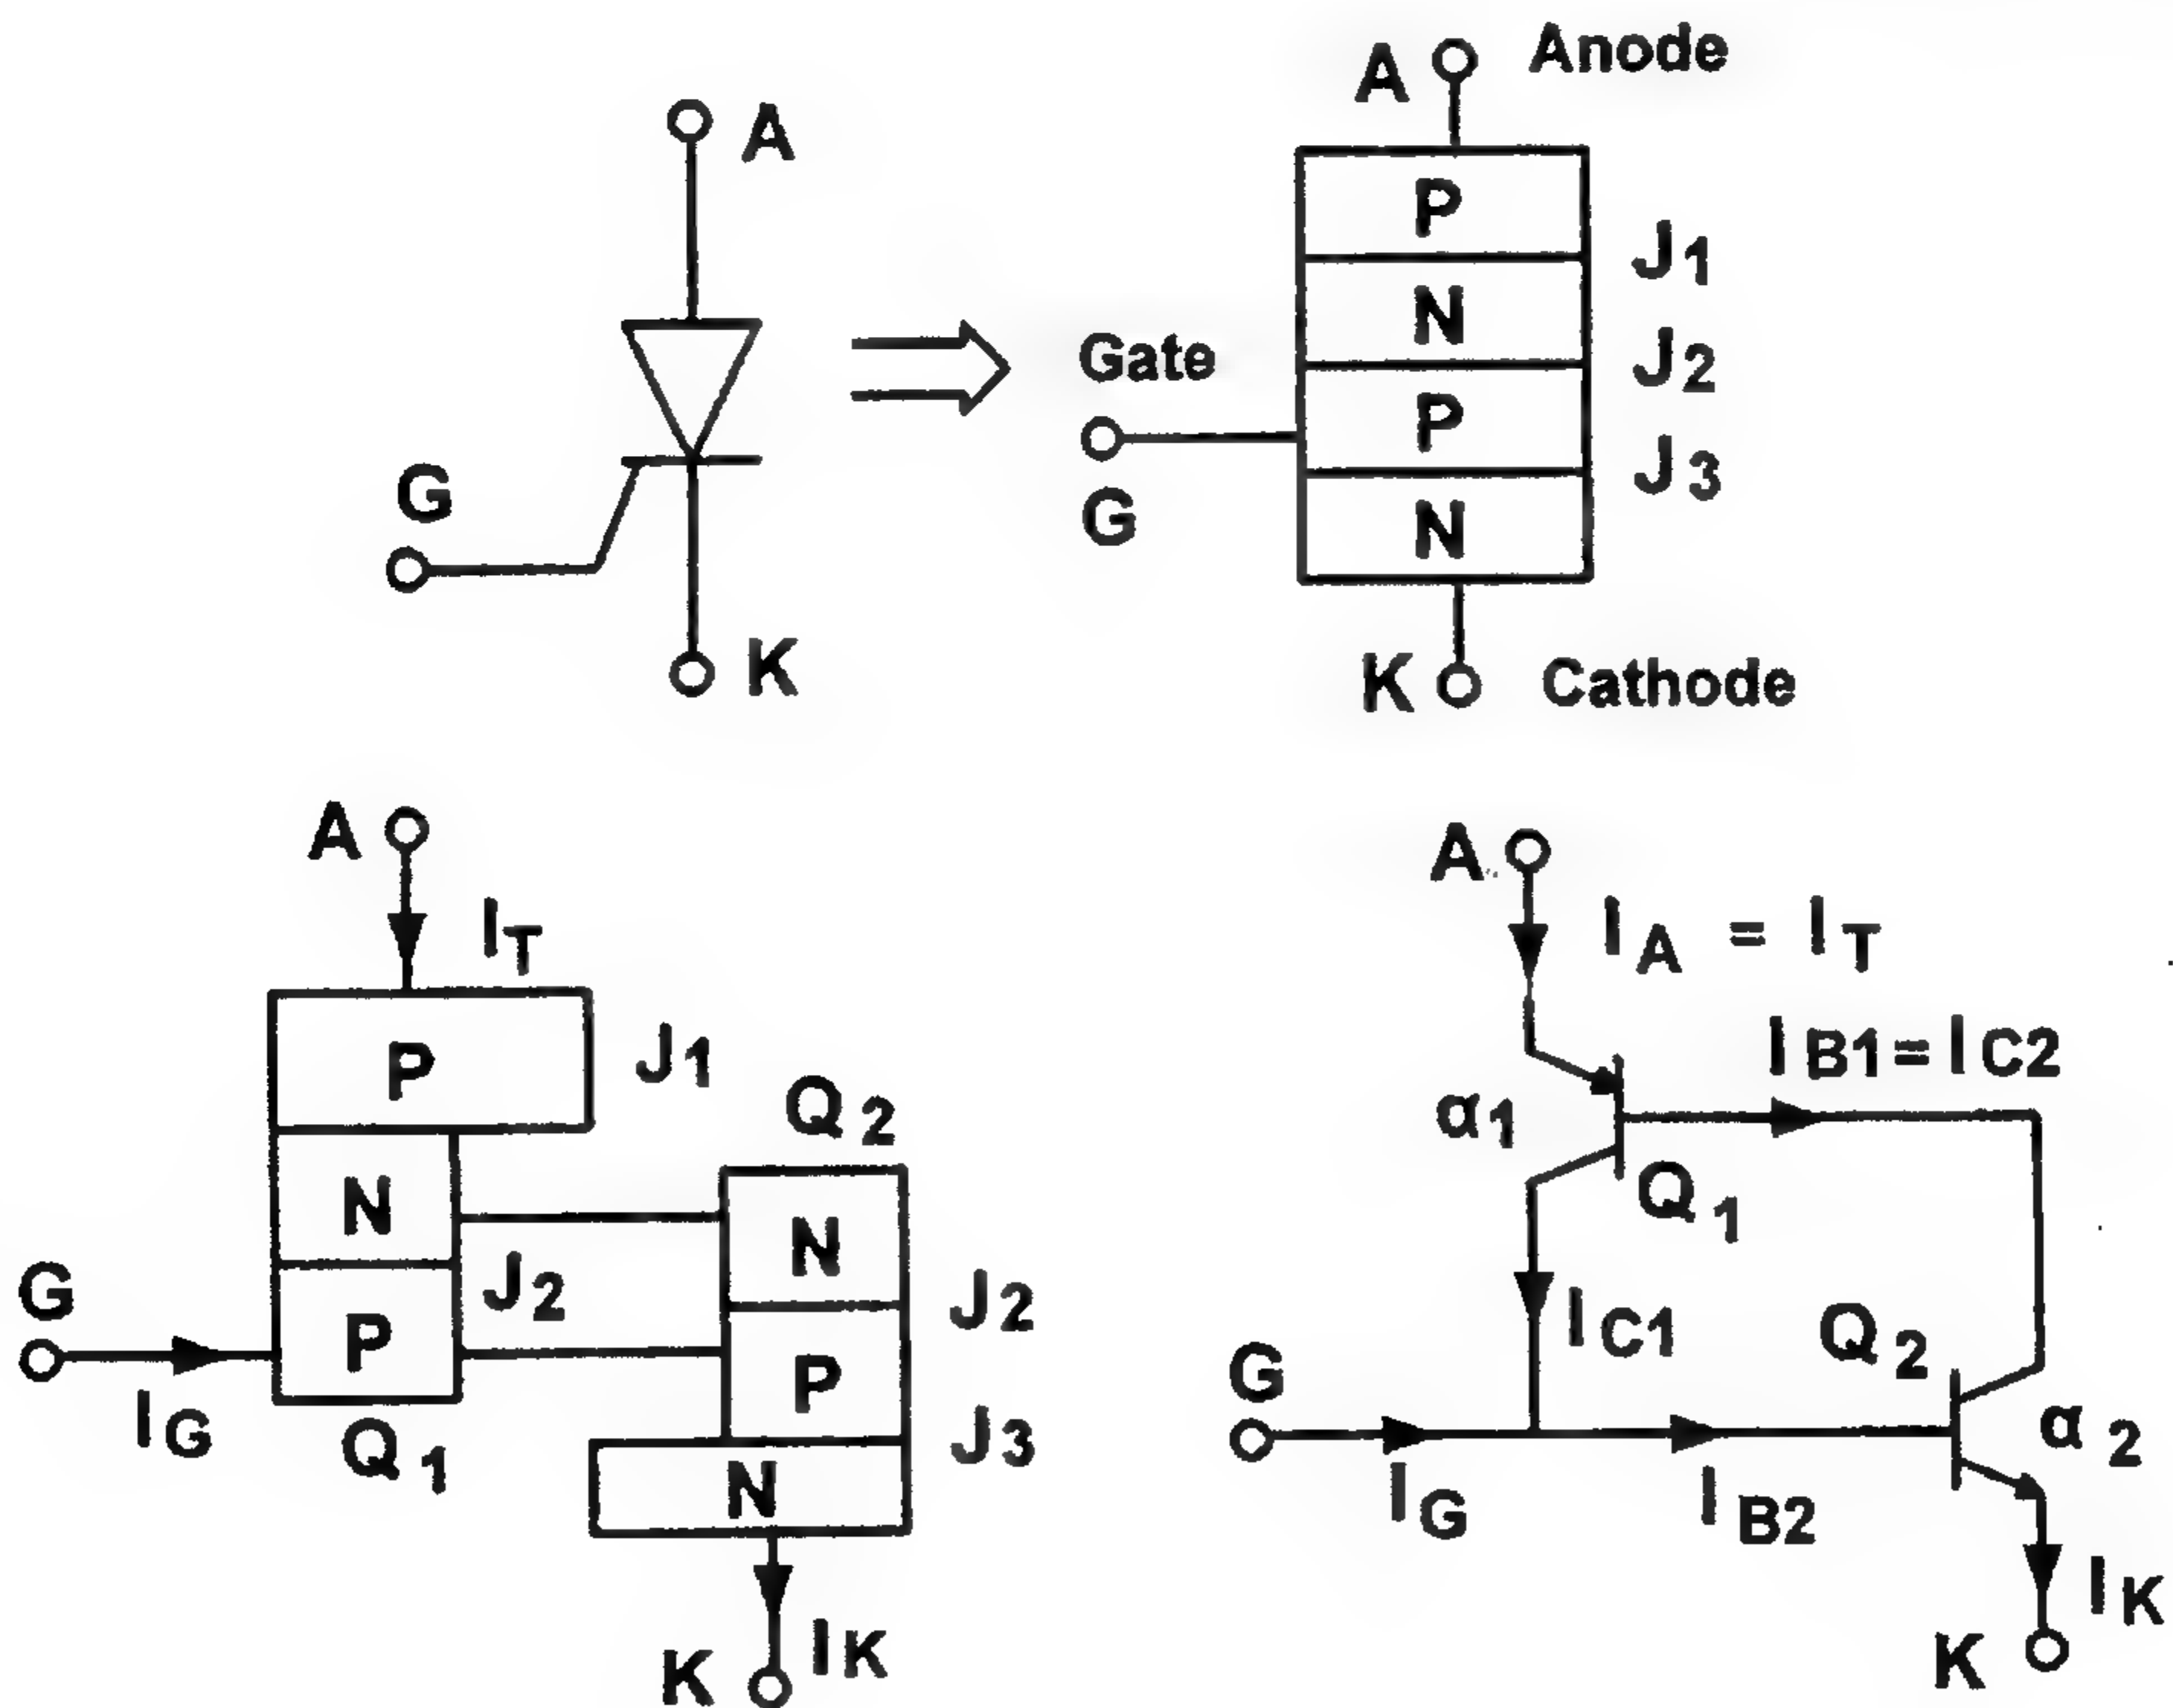 A
G
K
A Anode
P
J1
N
J2
Gate
P
G
J3
N
K Cathode
A
IT
P
J1
Q2
N
N
G
J2
J2
P
P
IG
Q1
J3
N
IK
K
A
IA = IT
IB1=IC2
α1
Q1
IC1
Q2
G
α2
IG
IB2
IK
K